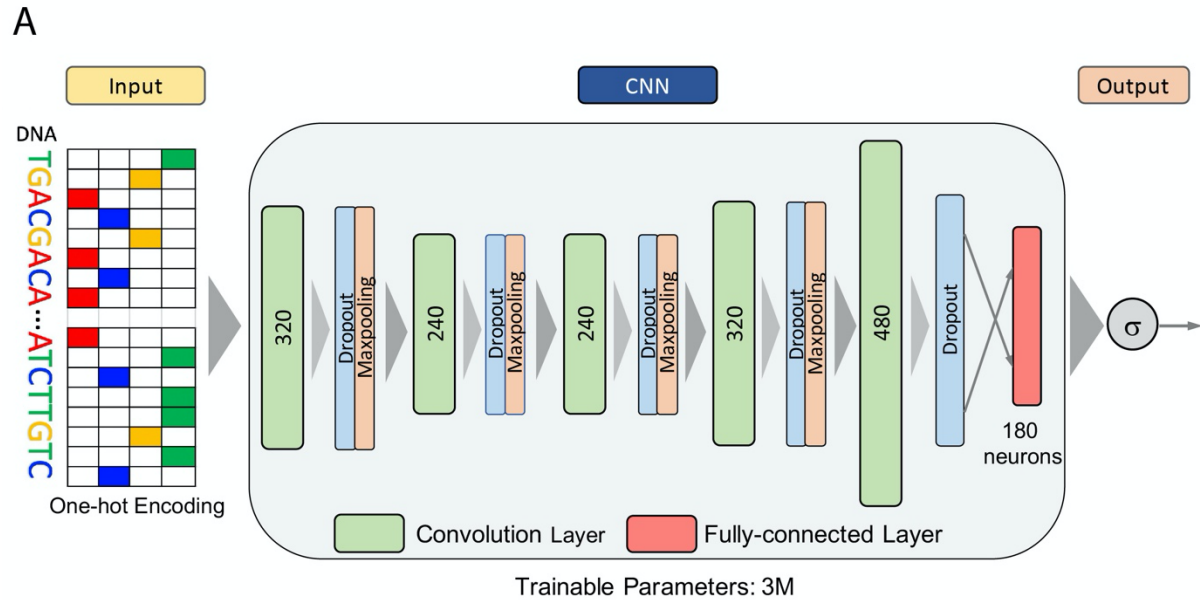 A
Input
CNN
Output
DNA
TGACGACA...ATCTTGTC
One-hot Encoding
320
Dropout
Maxpooling
240
Dropout
Maxpooling
240
Dropout
Maxpooling
320
Dropout
Maxpooling
480
Dropout
180
neurons
σ
Convolution Layer
Fully-connected Layer
Trainable Parameters: 3M